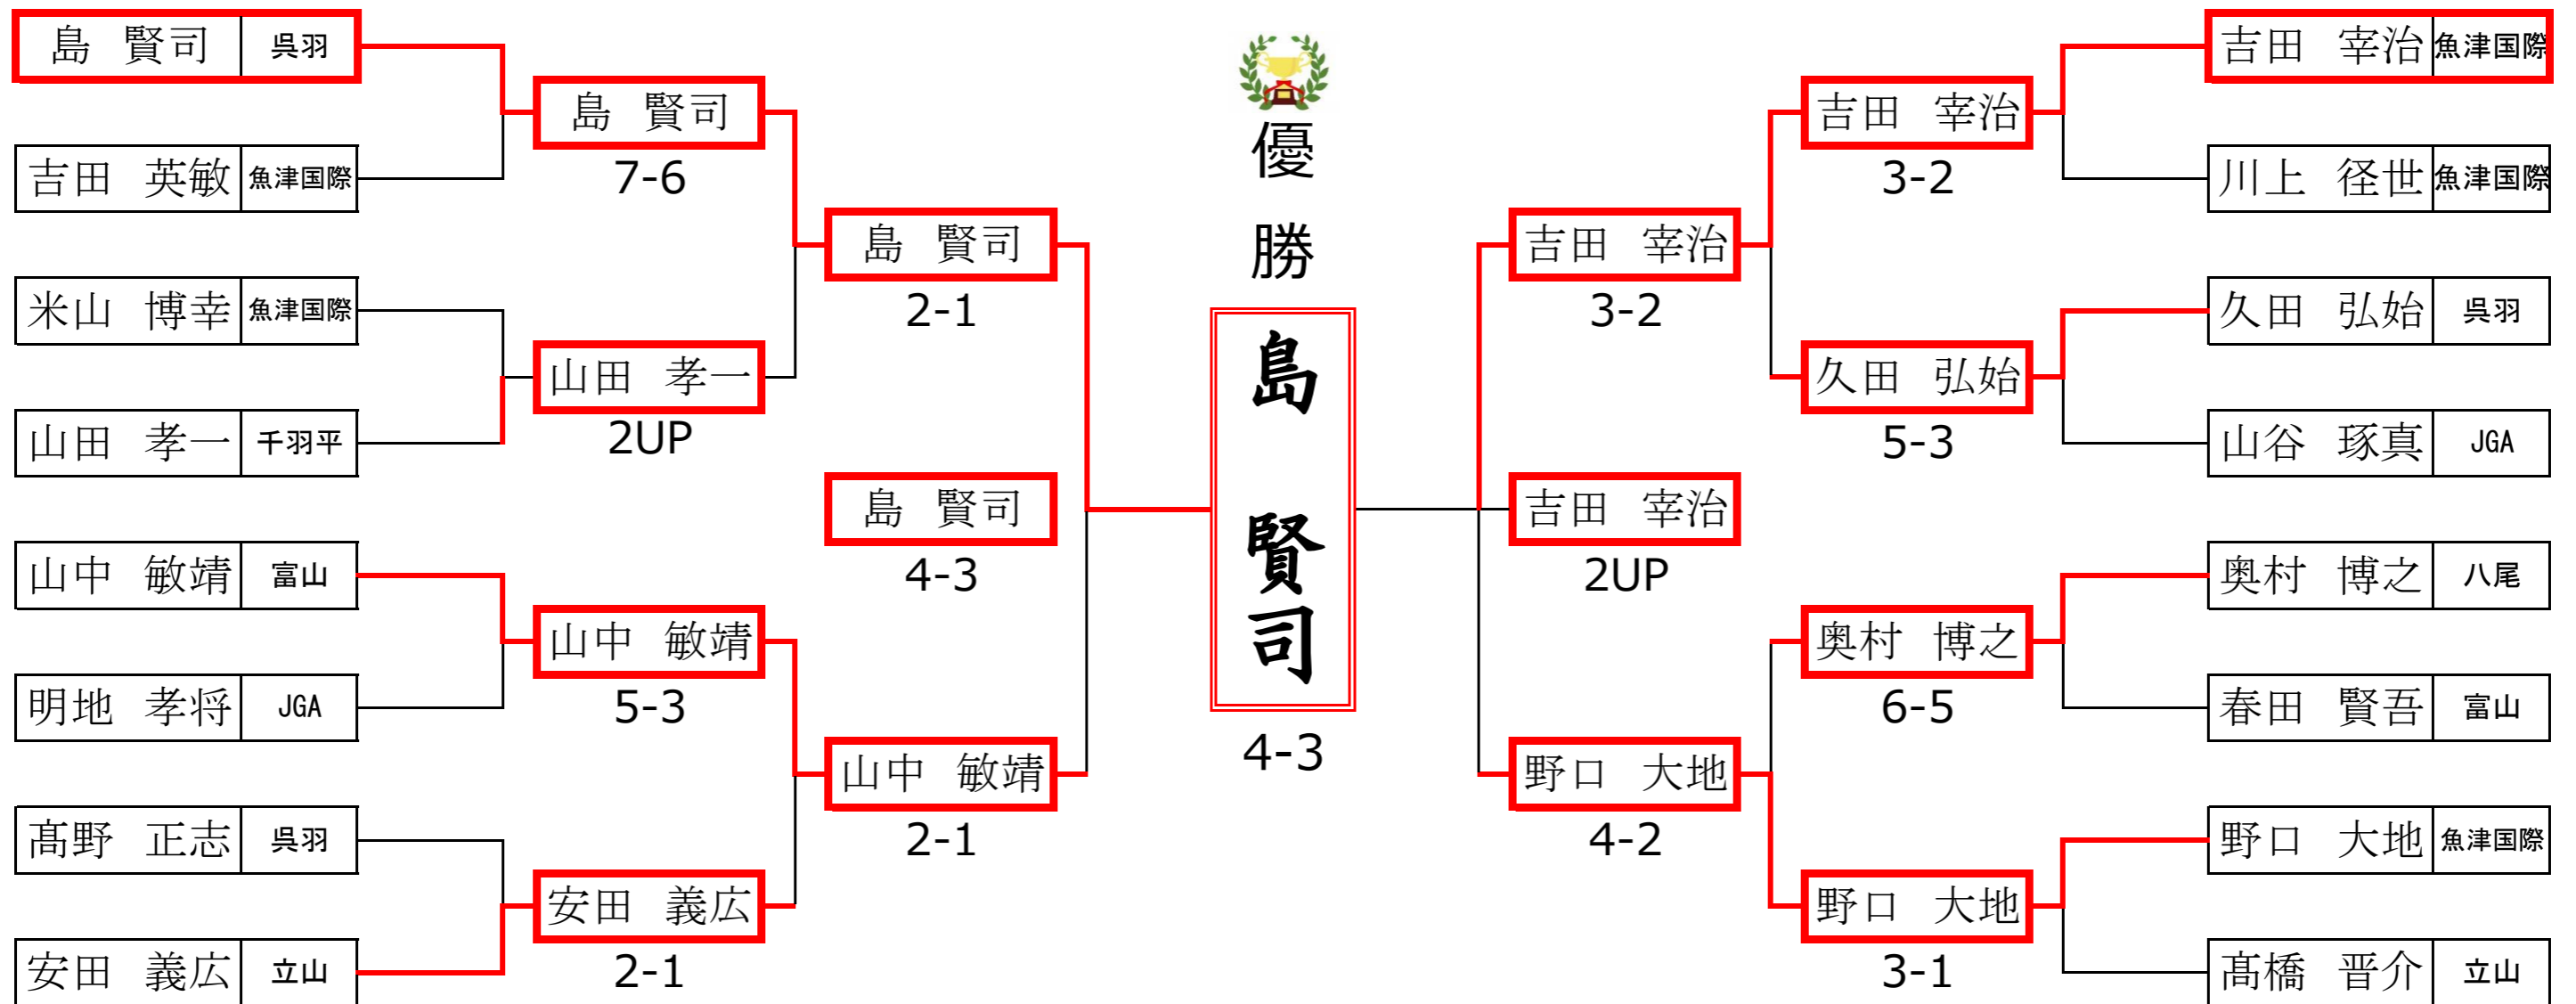 島 賢司 呉羽
吉田 英敏 魚津国際
米山 博幸 魚津国際
山田 孝一 千羽平
山中 敏靖 富山
明地 孝将 JGA
髙野 正志 呉羽
安田 義広 立山
島 賢司
7-6
山田 孝一
2UP
山中 敏靖
5-3
安田 義広
2-1
島 賢司
2-1
島 賢司
4-3
山中 敏靖
2-1
優勝
島 賢司
4-3
吉田 宰治
3-2
吉田 宰治
2UP
野口 大地
4-2
吉田 宰治
3-2
久田 弘始
5-3
奥村 博之
6-5
野口 大地
3-1
吉田 宰治 魚津国際
川上 径世 魚津国際
久田 弘始 呉羽
山谷 琢真 JGA
奥村 博之 八尾
春田 賢吾 富山
野口 大地 魚津国際
髙橋 晋介 立山